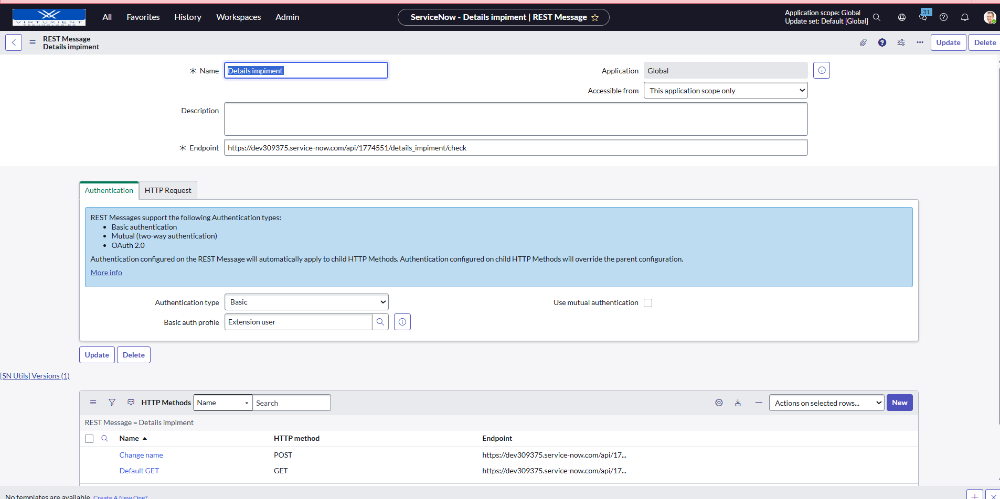 VIRTUXIENT
TECHNOLOGIES
All
Favorites
History
Workspaces
Admin
ServiceNow - Details impiment | REST Message
Application scope: Global
Update set: Default [Global]
31
REST Message
Details impiment
Update
Delete
Name
Details impiment
Application
Global
Accessible from
This application scope only
Description
Endpoint
https://dev309375.service-now.com/api/1774551/details_impiment/check
Authentication
HTTP Request
REST Messages support the following Authentication types:
Basic authentication
Mutual (two-way authentication)
OAuth 2.0
Authentication configured on the REST Message will automatically apply to child HTTP Methods. Authentication configured on child HTTP Methods will override the parent configuration.
More info
Authentication type
Basic
Use mutual authentication
Basic auth profile
Extension user
Update
Delete
[SN Utils] Versions (1)
HTTP Methods
Name
Search
Actions on selected rows...
New
REST Message = Details impiment
Name
HTTP method
Endpoint
Change name
POST
https://dev309375.service-now.com/api/17...
Default GET
GET
https://dev309375.service-now.com/api/17...
No templates are available
Create A New One?